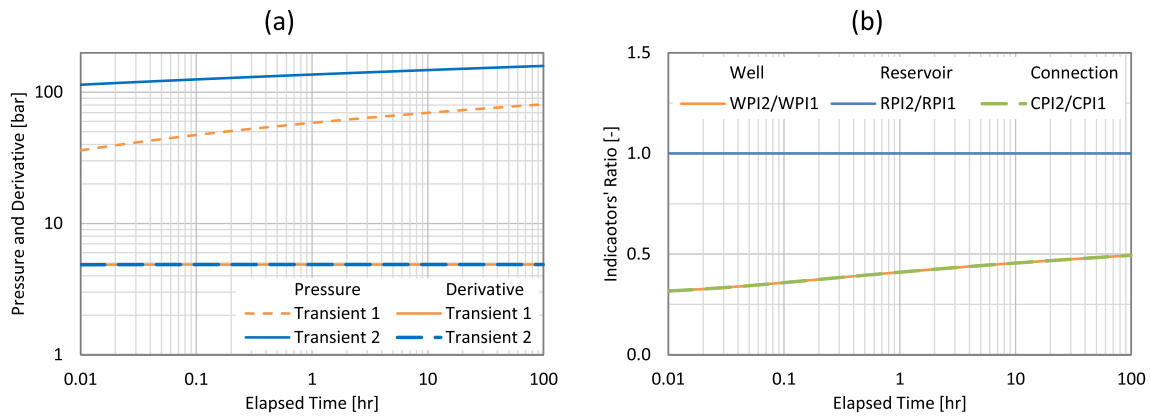 (a)
Pressure and Derivative [bar]
100
10
1
Pressure Derivative
Transient 1 Transient 1
Transient 2 Transient 2
0.01 0.1 1 10 100
Elapsed Time [hr]
(b)
Indicaotors' Ratio [-]
1.5
1.0
0.5
0.0
Well Reservoir Connection
WPI2/WPI1 RPI2/RPI1 CPI2/CPI1
0.01 0.1 1 10 100
Elapsed Time [hr]